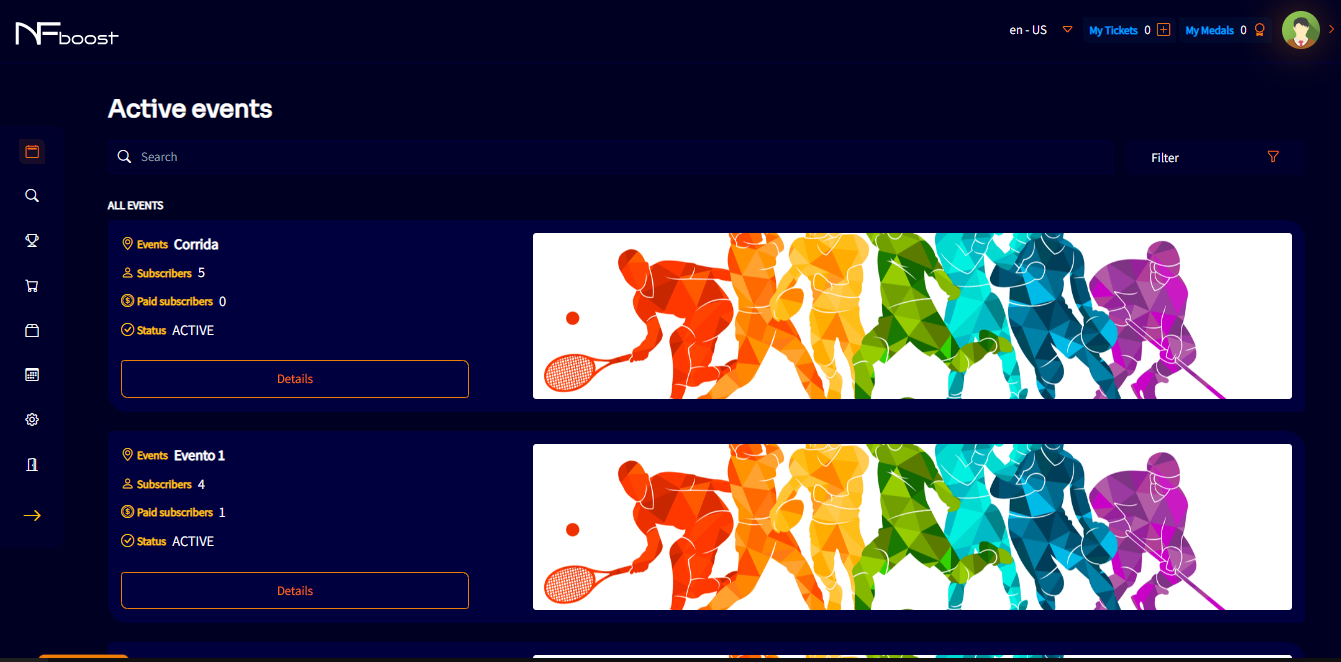 NFboost
en - US
My Tickets 0
My Medals 0
Active events
Search
Filter
ALL EVENTS
Events Corrida
Subscribers 5
Paid subscribers 0
Status ACTIVE
Details
Events Evento 1
Subscribers 4
Paid subscribers 1
Status ACTIVE
Details